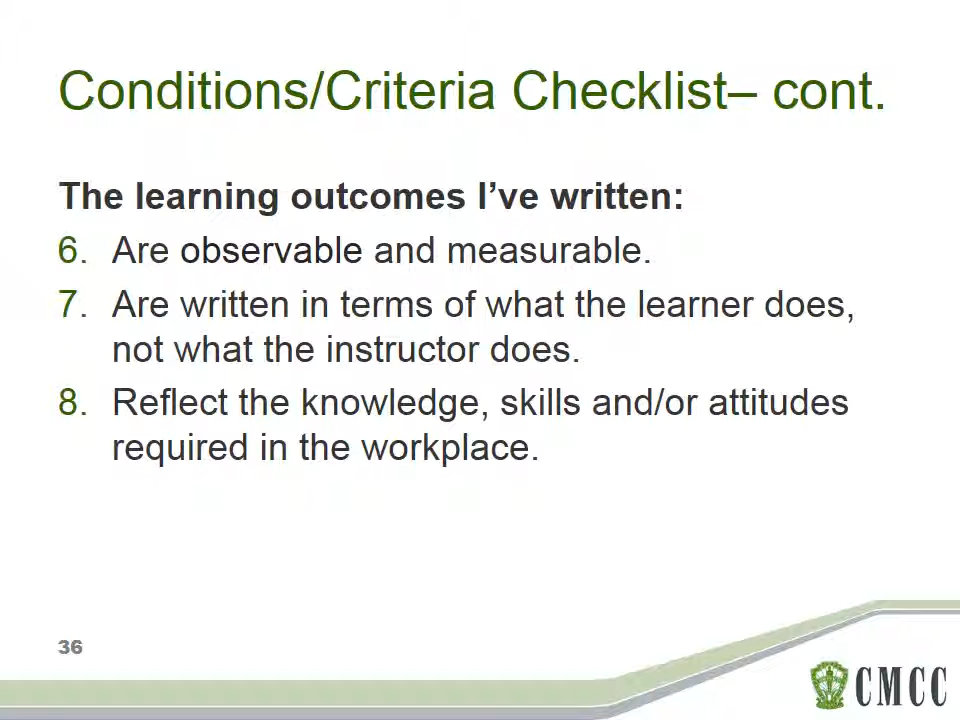 Conditions/Criteria Checklist– cont.
The learning outcomes I’ve written:
6. Are observable and measurable.
7. Are written in terms of what the learner does,
not what the instructor does.
8. Reflect the knowledge, skills and/or attitudes
required in the workplace.
36
CMCC